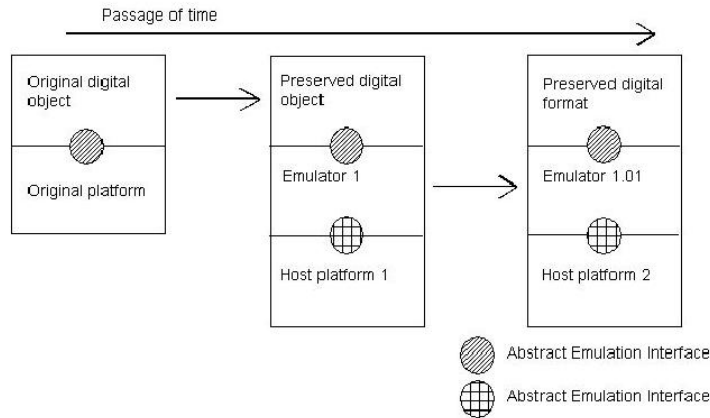 Passage of time
Original digital
object
Original platform
Preserved digital
object
Emulator 1
Host platform 1
Preserved digital
format
Emulator 1.01
Host platform 2
Abstract Emulation Interface
Abstract Emulation Interface